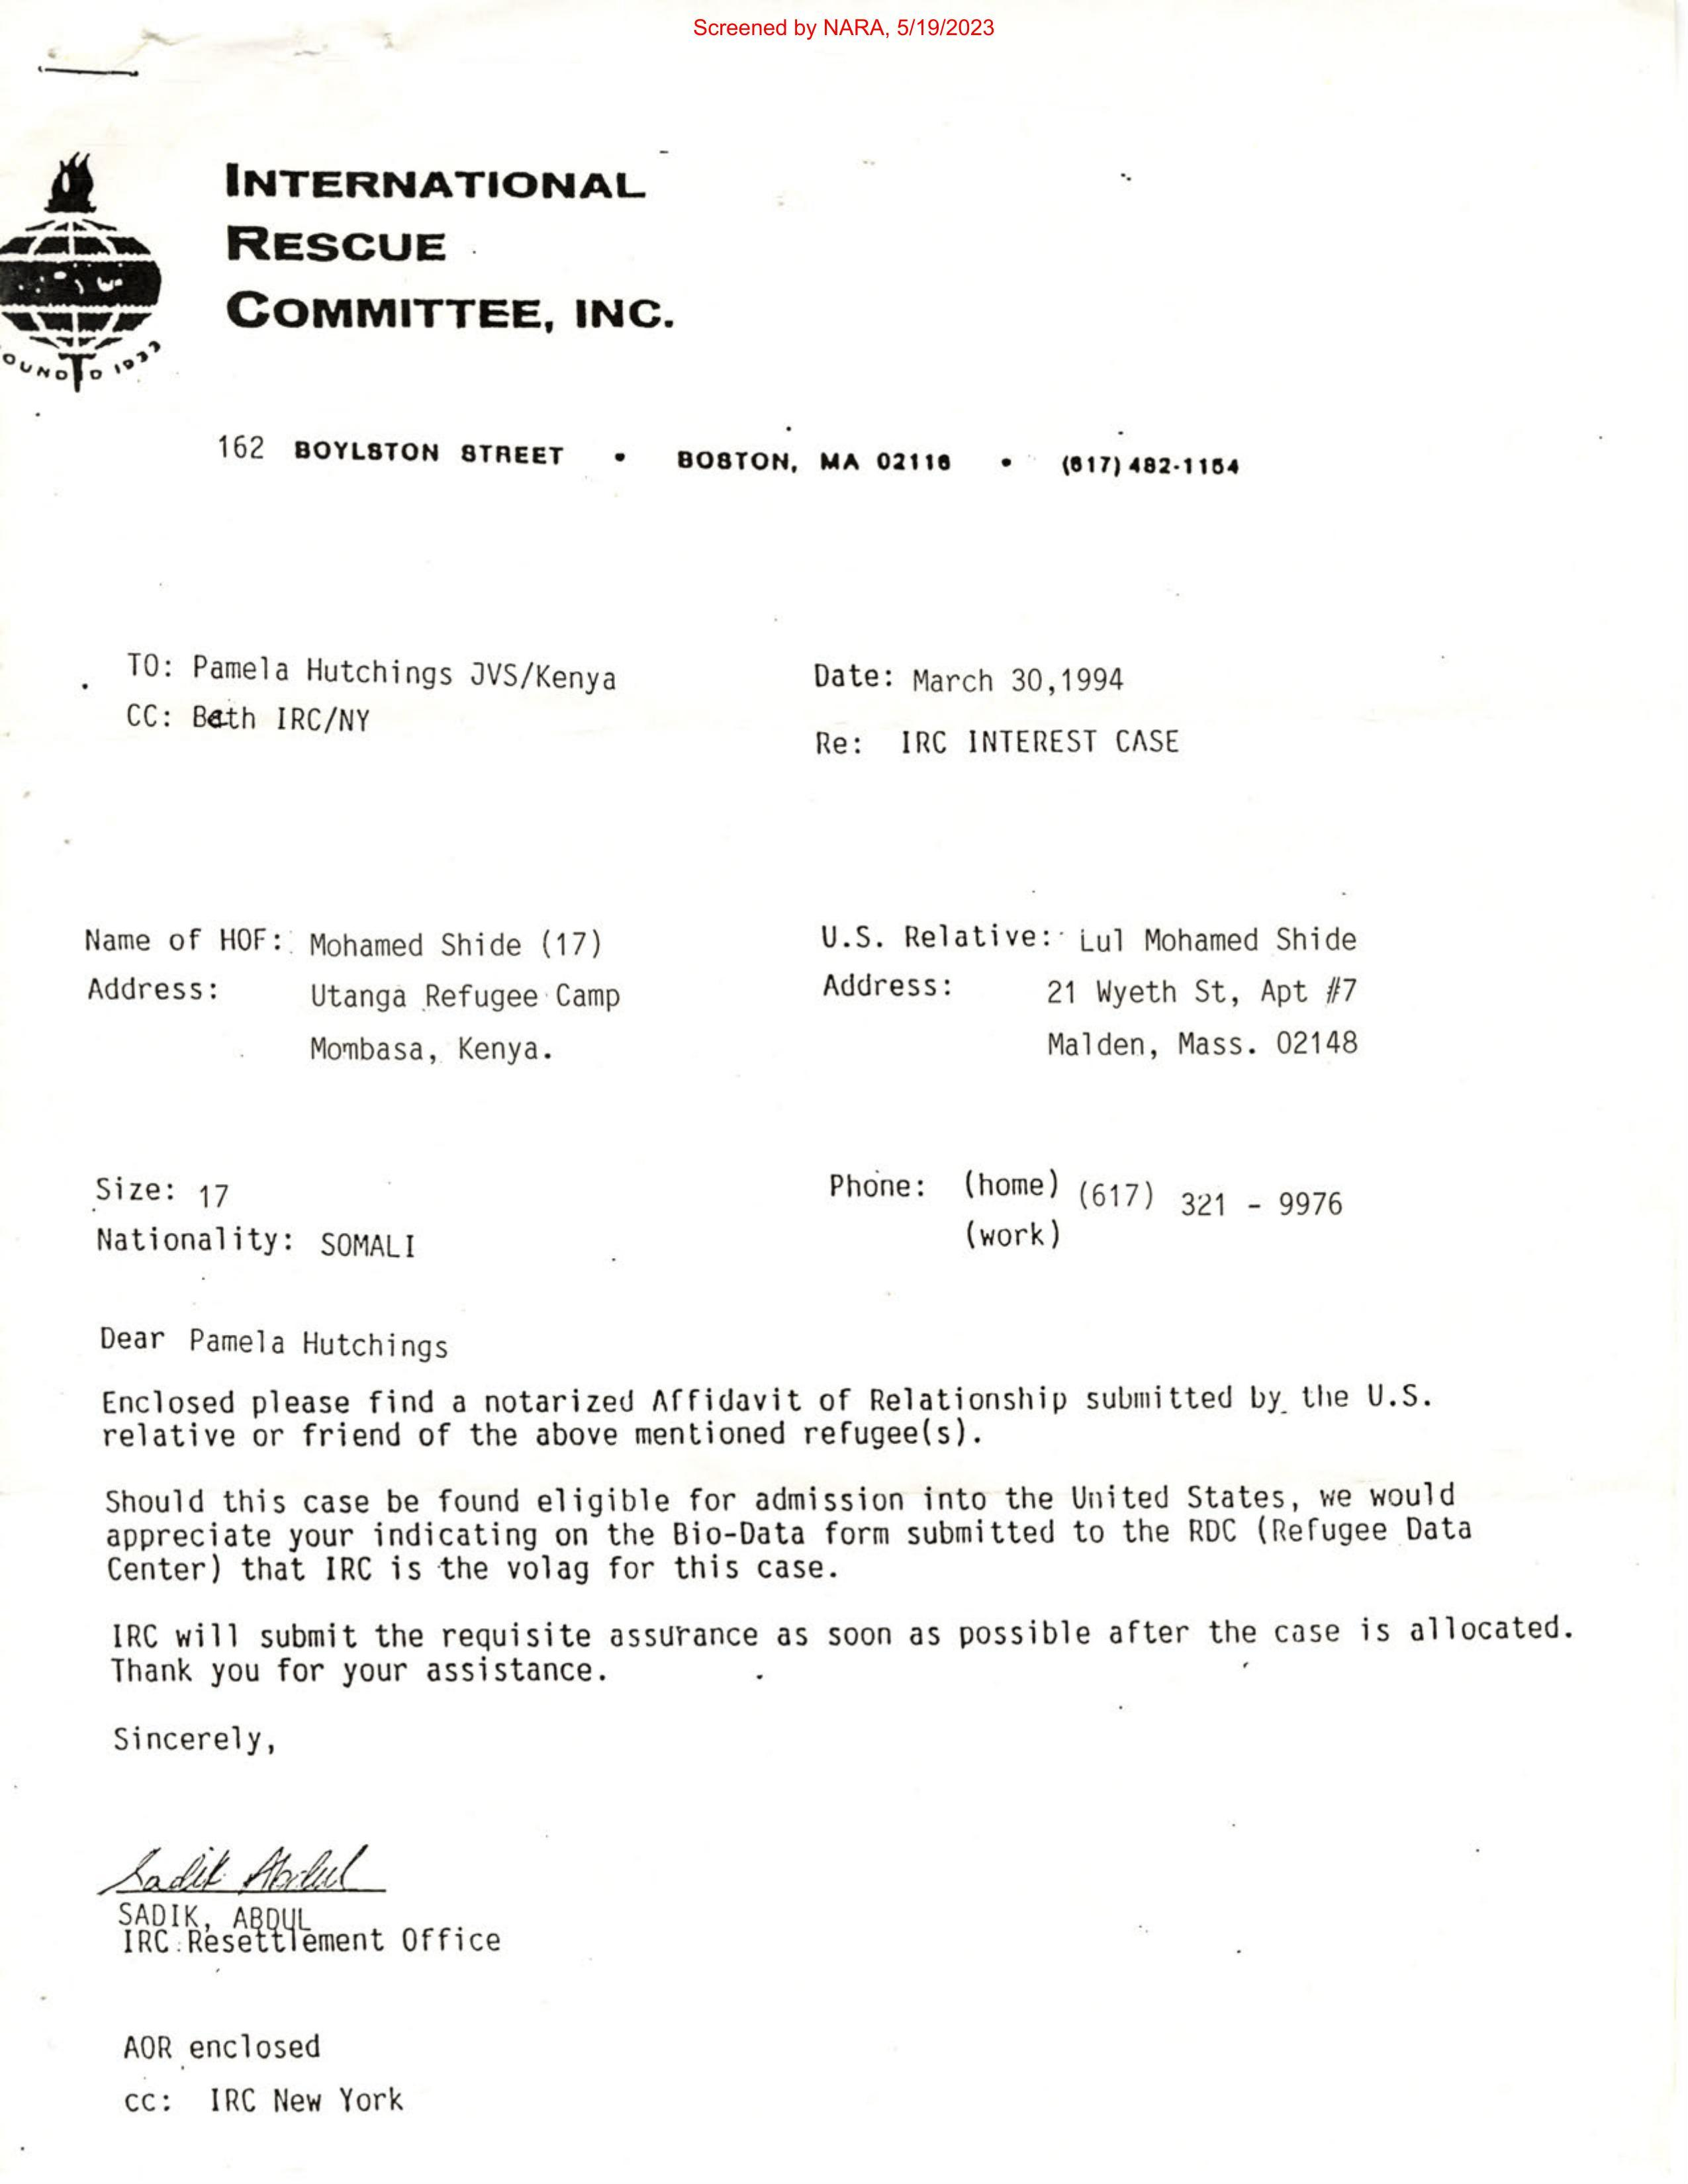 Screened by NARA, 5/19/2023
INTERNATIONAL
RESCUE
COMMITTEE, INC.
162 BOYLSTON STREET • BOSTON, MA 02116 • (617) 482-1154
TO: Pamela Hutchings JVS/Kenya
CC: Beth IRC/NY
Date: March 30,1994
Re: IRC INTEREST CASE
Name of HOF: Mohamed Shide (17)
Address: Utanga Refugee Camp
Mombasa, Kenya.
U.S. Relative: Lul Mohamed Shide
Address: 21 Wyeth St, Apt #7
Malden, Mass. 02148
Size: 17
Nationality: SOMALI
Phone: (home) (617) 321 - 9976
(work)
Dear Pamela Hutchings
Enclosed please find a notarized Affidavit of Relationship submitted by the U.S.
relative or friend of the above mentioned refugee(s).
Should this case be found eligible for admission into the United States, we would
appreciate your indicating on the Bio-Data form submitted to the RDC (Refugee Data
Center) that IRC is the volag for this case.
IRC will submit the requisite assurance as soon as possible after the case is allocated.
Thank you for your assistance.
Sincerely,
Sadik Abdul
SADIK, ABDUL
IRC Resettlement Office
AOR enclosed
cc: IRC New York